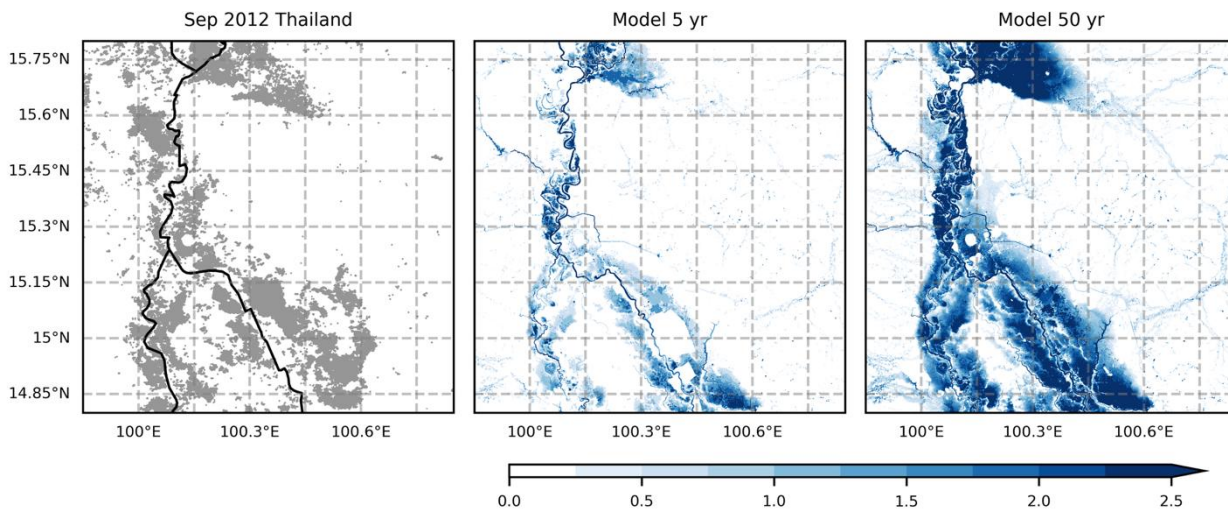 Sep 2012 Thailand
Model 5 yr
Model 50 yr
15.75°N
15.6°N
15.45°N
15.3°N
15.15°N
15°N
14.85°N
100°E 100.3°E 100.6°E
100°E 100.3°E 100.6°E
100°E 100.3°E 100.6°E
0.0 0.5 1.0 1.5 2.0 2.5